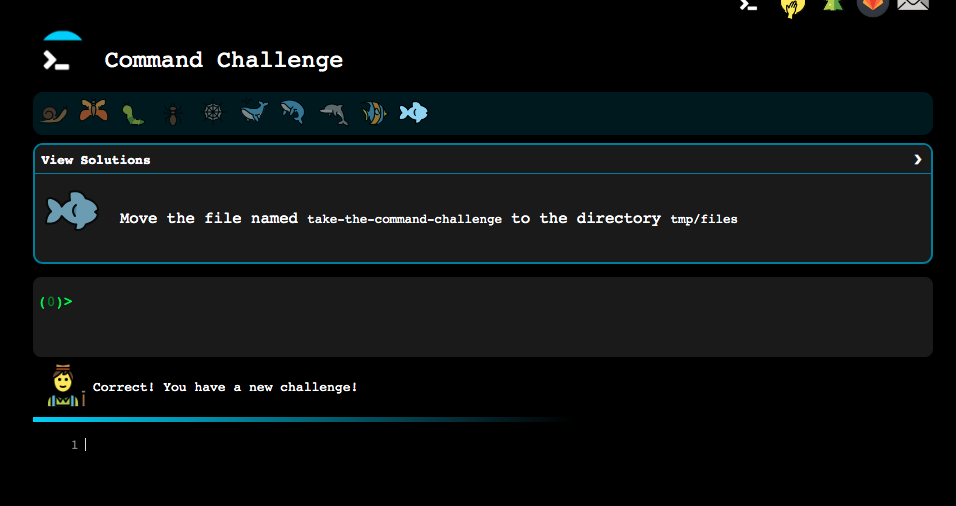 Command Challenge
View Solutions
Move the file named take-the-command-challenge to the directory tmp/files
(0)>
Correct! You have a new challenge!
1